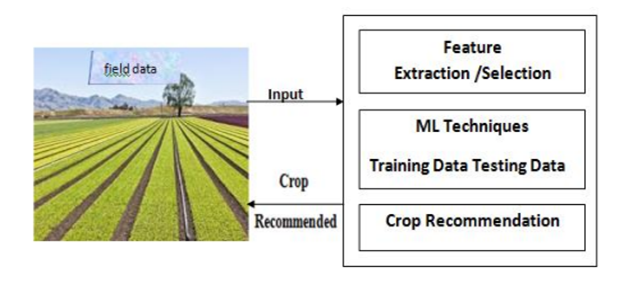 field data
Input
Crop
Recommended
Feature
Extraction /Selection
ML Techniques
Training Data Testing Data
Crop Recommendation